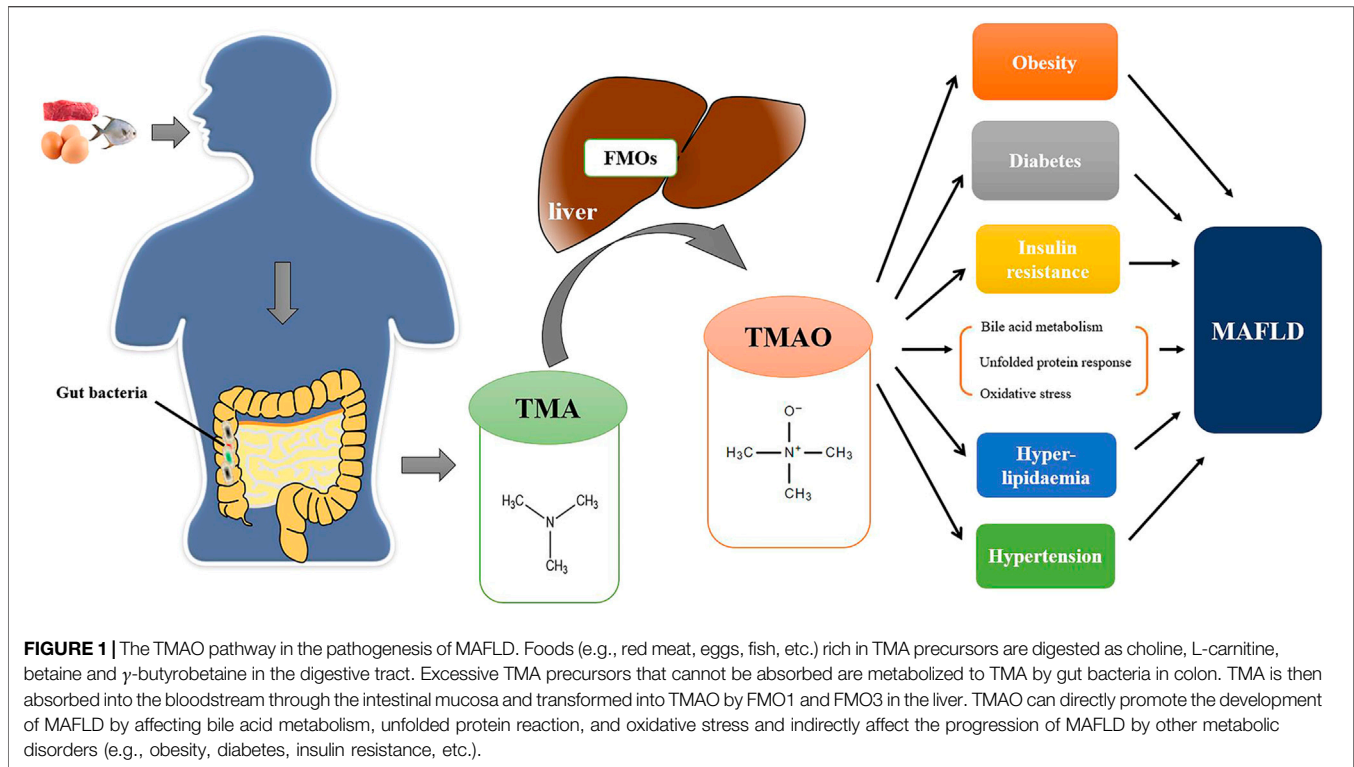 Gut bacteria
FMOs
liver
TMA
H₃C
CH₃
N
CH₃
TMAO
O⁻
H₃C
N⁺
CH₃
CH₃
Obesity
Diabetes
Insulin
resistance
Bile acid metabolism
Unfolded protein response
Oxidative stress
Hyper-
lipidaemia
Hypertension
MAFLD
FIGURE 1 | The TMAO pathway in the pathogenesis of MAFLD. Foods (e.g., red meat, eggs, fish, etc.) rich in TMA precursors are digested as choline, L-carnitine,
betaine and γ-butyrobetaine in the digestive tract. Excessive TMA precursors that cannot be absorbed are metabolized to TMA by gut bacteria in colon. TMA is then
absorbed into the bloodstream through the intestinal mucosa and transformed into TMAO by FMO1 and FMO3 in the liver. TMAO can directly promote the development
of MAFLD by affecting bile acid metabolism, unfolded protein reaction, and oxidative stress and indirectly affect the progression of MAFLD by other metabolic
disorders (e.g., obesity, diabetes, insulin resistance, etc.).